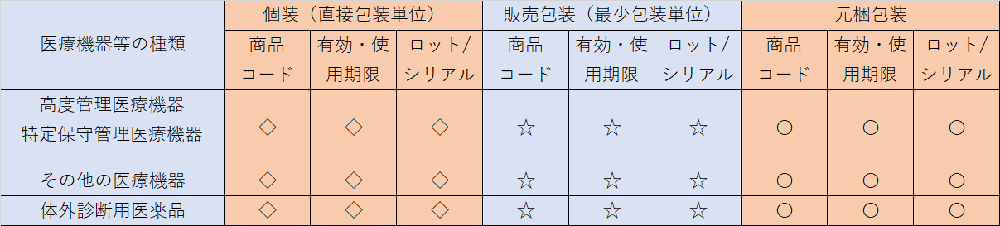 医療機器等の種類
個装（直接包装単位）
販売包装（最少包装単位）
元梱包装
商品
コード
有効・使
用期限
ロット/
シリアル
商品
コード
有効・使
用期限
ロット/
シリアル
商品
コード
有効・使
用期限
ロット/
シリアル
高度管理医療機器
特定保守管理医療機器
◇ ◇ ◇ ☆ ☆ ☆ ○ ○ ○
その他の医療機器
◇ ◇ ◇ ☆ ☆ ☆ ○ ○ ○
体外診断用医薬品
◇ ◇ ◇ ☆ ☆ ☆ ○ ○ ○